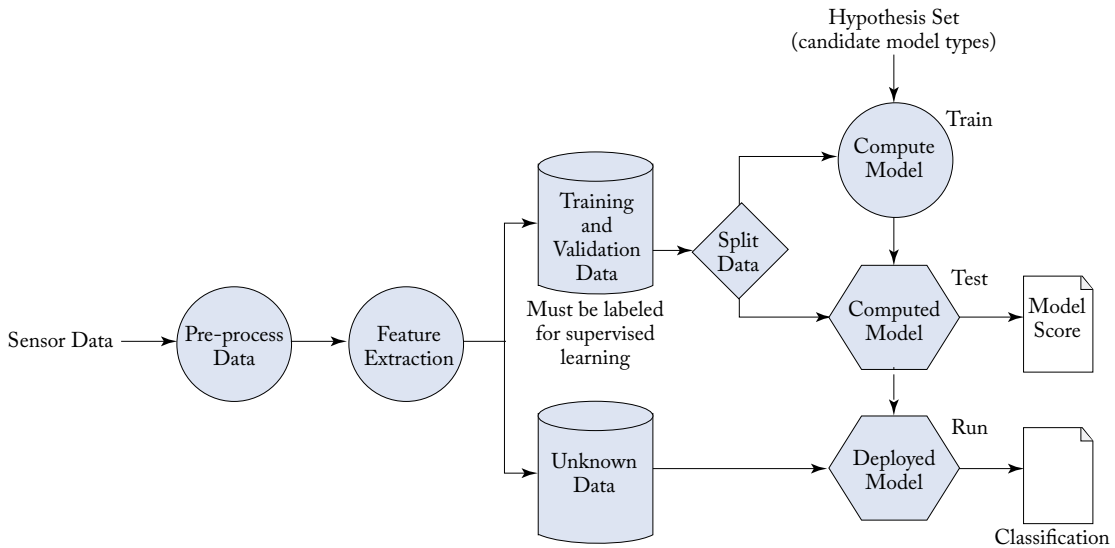 Hypothesis Set
(candidate model types)
Train
Compute
Model
Training
and
Validation
Data
Split
Data
Must be labeled
for supervised
learning
Test
Computed
Model
Model
Score
Sensor Data
Pre-process
Data
Feature
Extraction
Unknown
Data
Run
Deployed
Model
Classification